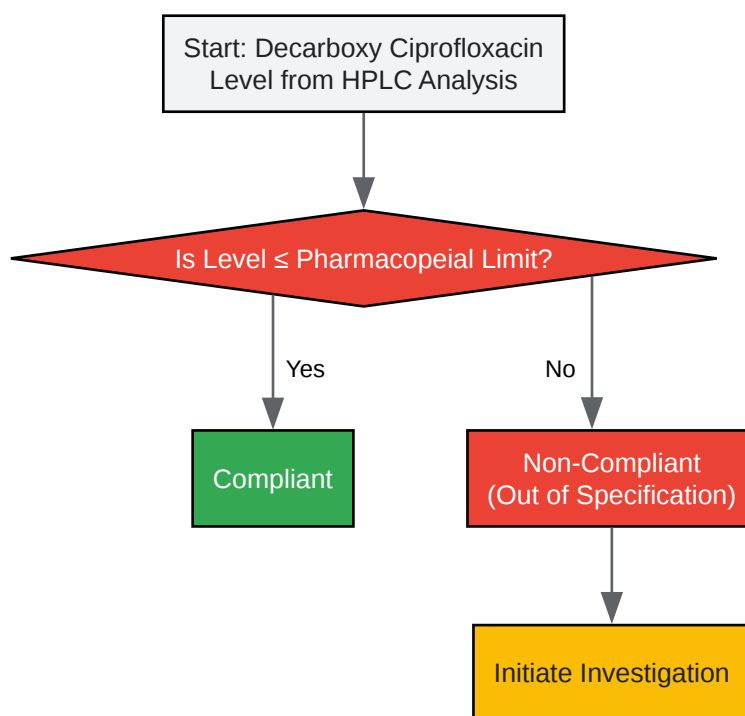 Start: Decarboxy Ciprofloxacin
Level from HPLC Analysis
Is Level ≤ Pharmacopeial Limit?
Yes
No
Compliant
Non-Compliant
(Out of Specification)
Initiate Investigation